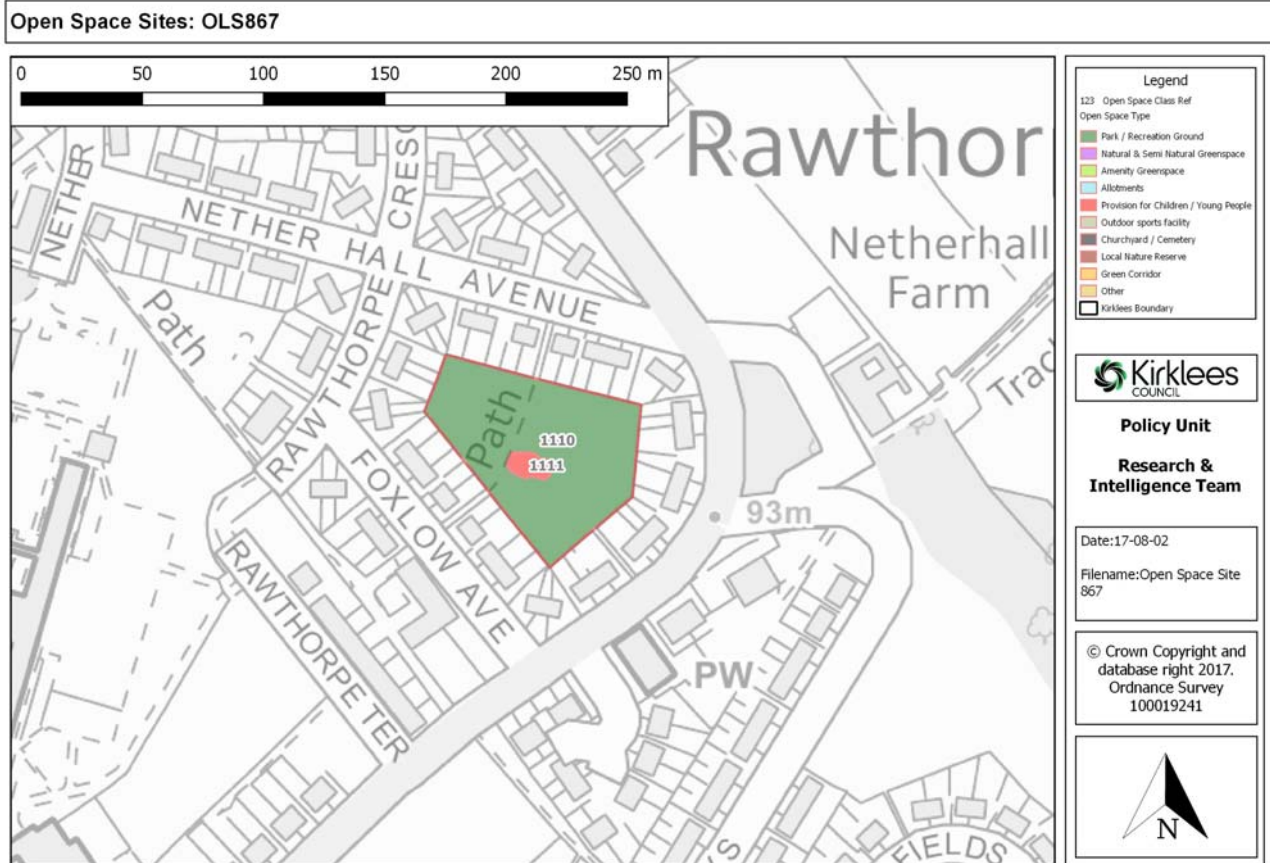 Open Space Sites: OLS867
0 50 100 150 200 250 m
Rawthor
Netherhall
Farm
NETHER
NETHER HALL AVENUE
RAWTHORPE CRESC
Path
Path
Trac
1110
1111
FOXLOW AVE
93m
RAWTHORPE TER
PW
FIELDS
Legend
123 Open Space Class Ref
Open Space Type
Park / Recreation Ground
Natural & Semi Natural Greenspace
Amenity Greenspace
Allotments
Provision for Children / Young People
Outdoor sports facility
Churchyard / Cemetery
Local Nature Reserve
Green Corridor
Other
Kirklees Boundary
Kirklees
COUNCIL
Policy Unit
Research &
Intelligence Team
Date:17-08-02
Filename:Open Space Site
867
© Crown Copyright and
database right 2017.
Ordnance Survey
100019241
N